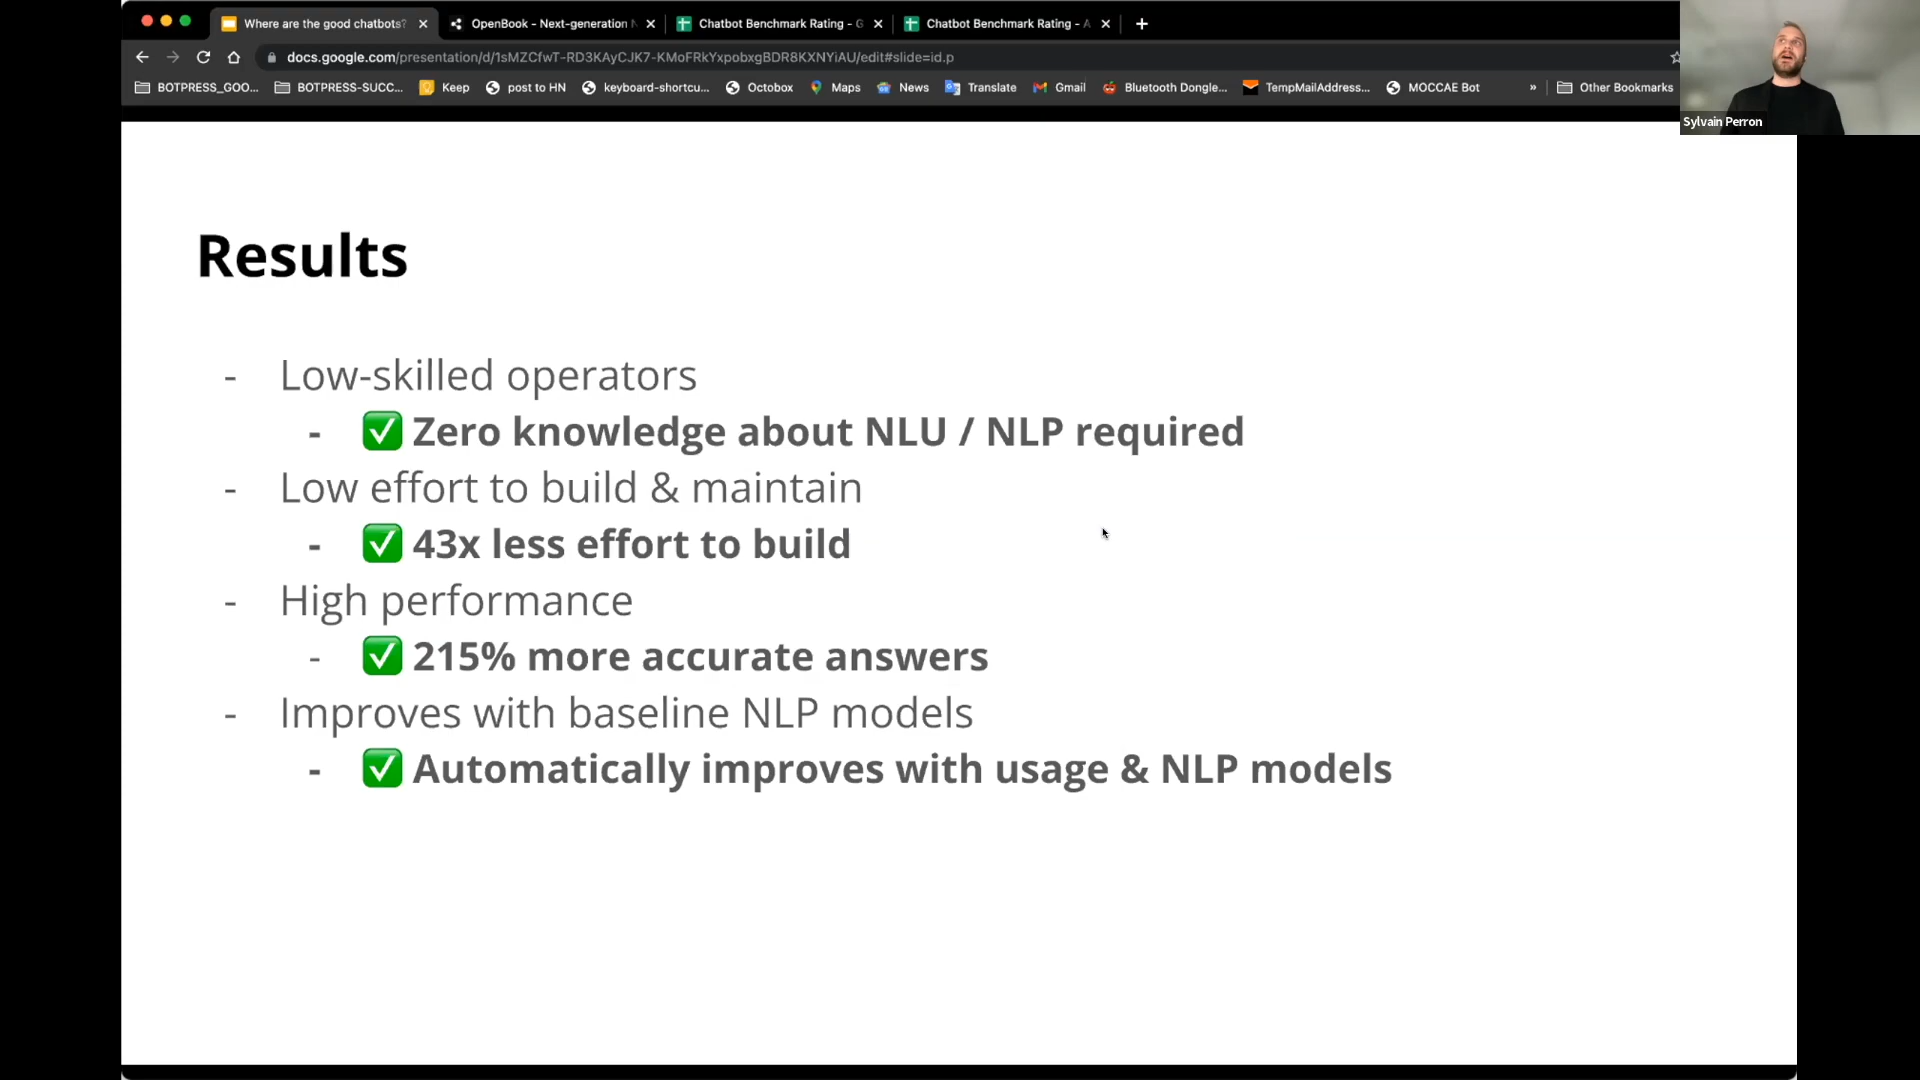 Where are the good chatbots?
OpenBook - Next-generation
Chatbot Benchmark Rating - G
Chatbot Benchmark Rating - A
docs.google.com/presentation/d/1sMZCfwT-RD3KAyCJK7-KMoFRkYxpobxgBDR8KXNYiAU/edit#slide=id.p
BOTPRESS_GOO...
BOTPRESS-SUCC...
Keep
post to HN
keyboard-shortcu...
Octobox
Maps
News
Translate
Gmail
Bluetooth Dongle...
TempMailAddress...
MOCCAE Bot
»
Other Bookmarks
Sylvain Perron
Results
- Low-skilled operators
- ✅ Zero knowledge about NLU / NLP required
- Low effort to build & maintain
- ✅ 43x less effort to build
- High performance
- ✅ 215% more accurate answers
- Improves with baseline NLP models
- ✅ Automatically improves with usage & NLP models